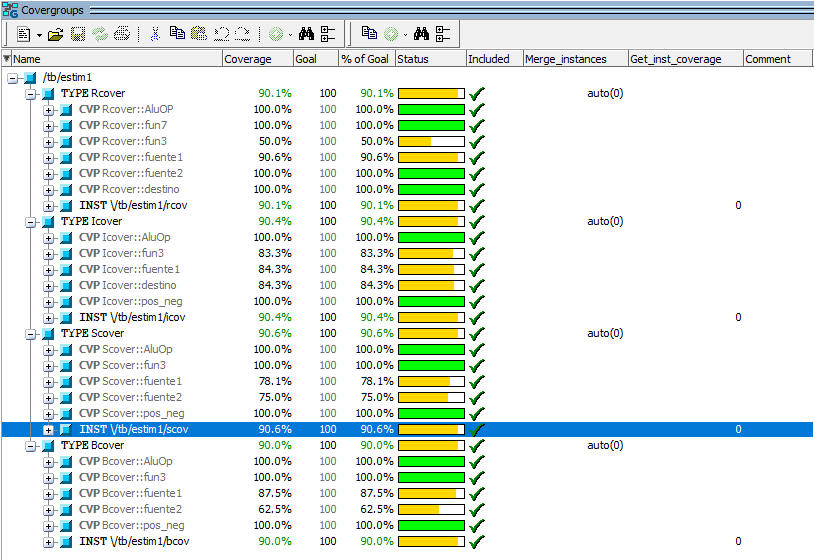 Covergroups
Name Coverage Goal % of Goal Status Included Merge_instances Get_inst_coverage Comment
/tb/estim1
TYPE Rcover 90.1% 100 90.1% auto(0)
CVP Rcover::AluOP 100.0% 100 100.0%
CVP Rcover::fun7 100.0% 100 100.0%
CVP Rcover::fun3 50.0% 100 50.0%
CVP Rcover::fuente1 90.6% 100 90.6%
CVP Rcover::fuente2 100.0% 100 100.0%
CVP Rcover::destino 100.0% 100 100.0%
INST \/tb/estim1/rcov 90.1% 100 90.1% 0
TYPE Icover 90.4% 100 90.4% auto(0)
CVP Icover::AluOp 100.0% 100 100.0%
CVP Icover::fun3 83.3% 100 83.3%
CVP Icover::fuente1 84.3% 100 84.3%
CVP Icover::destino 84.3% 100 84.3%
CVP Icover::pos_neg 100.0% 100 100.0%
INST \/tb/estim1/icov 90.4% 100 90.4% 0
TYPE Scover 90.6% 100 90.6% auto(0)
CVP Scover::AluOp 100.0% 100 100.0%
CVP Scover::fun3 100.0% 100 100.0%
CVP Scover::fuente1 78.1% 100 78.1%
CVP Scover::fuente2 75.0% 100 75.0%
CVP Scover::pos_neg 100.0% 100 100.0%
INST \/tb/estim1/scov 90.6% 100 90.6% 0
TYPE Bcover 90.0% 100 90.0% auto(0)
CVP Bcover::AluOp 100.0% 100 100.0%
CVP Bcover::fun3 100.0% 100 100.0%
CVP Bcover::fuente1 87.5% 100 87.5%
CVP Bcover::fuente2 62.5% 100 62.5%
CVP Bcover::pos_neg 100.0% 100 100.0%
INST \/tb/estim1/bcov 90.0% 100 90.0% 0